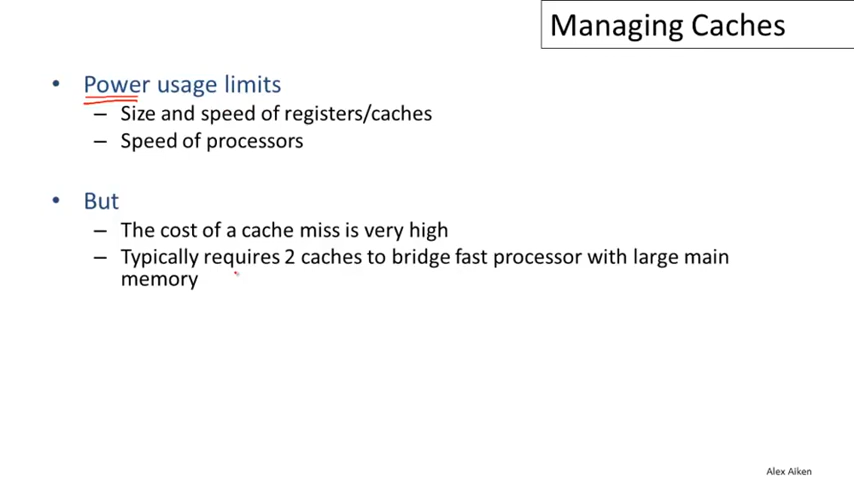 Managing Caches
• Power usage limits
– Size and speed of registers/caches
– Speed of processors
• But
– The cost of a cache miss is very high
– Typically requires 2 caches to bridge fast processor with large main
memory
Alex Aiken